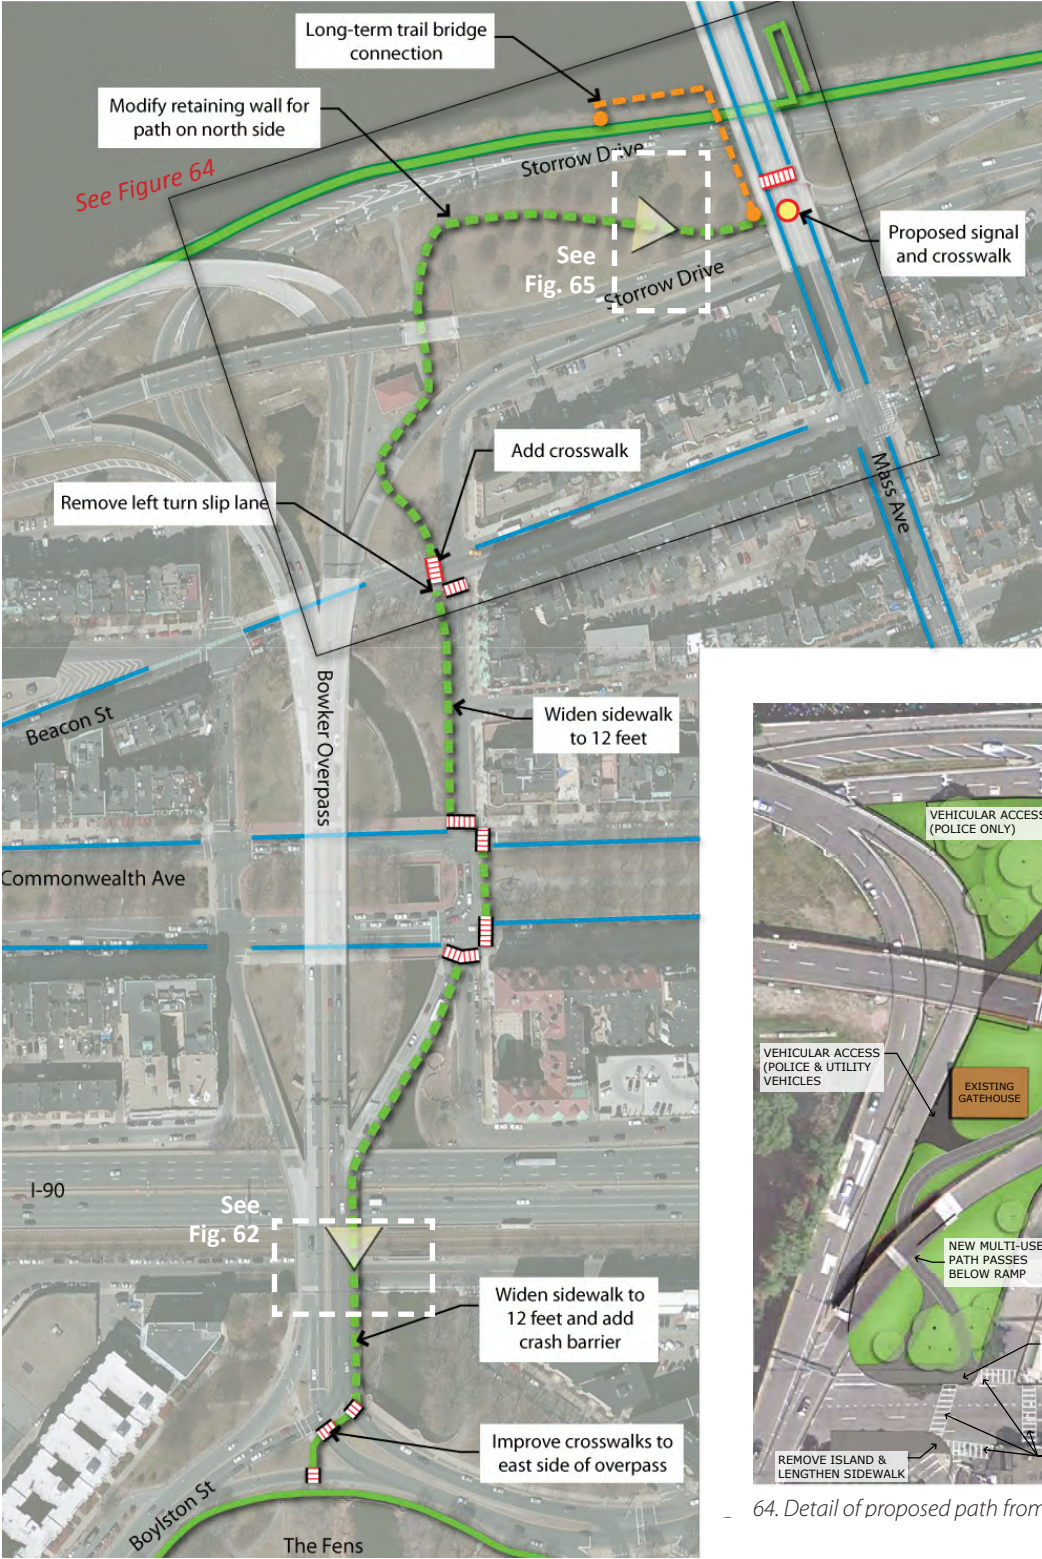 Long-term trail bridge
connection
Modify retaining wall for
path on north side
See Figure 64
Storrow Drive
Proposed signal
and crosswalk
See
Fig. 65
Storrow Drive
Add crosswalk
Mass Ave
Remove left turn slip lane
Bowker Overpass
Widen sidewalk
to 12 feet
Beacon St
Commonwealth Ave
I-90
See
Fig. 62
Widen sidewalk to
12 feet and add
crash barrier
Improve crosswalks to
east side of overpass
Boylston St
The Fens
VEHICULAR ACCESS
(POLICE ONLY)
VEHICULAR ACCESS
(POLICE & UTILITY
VEHICLES
EXISTING
GATEHOUSE
NEW MULTI-USE
PATH PASSES
BELOW RAMP
REMOVE ISLAND &
LENGTHEN SIDEWALK
64. Detail of proposed path from